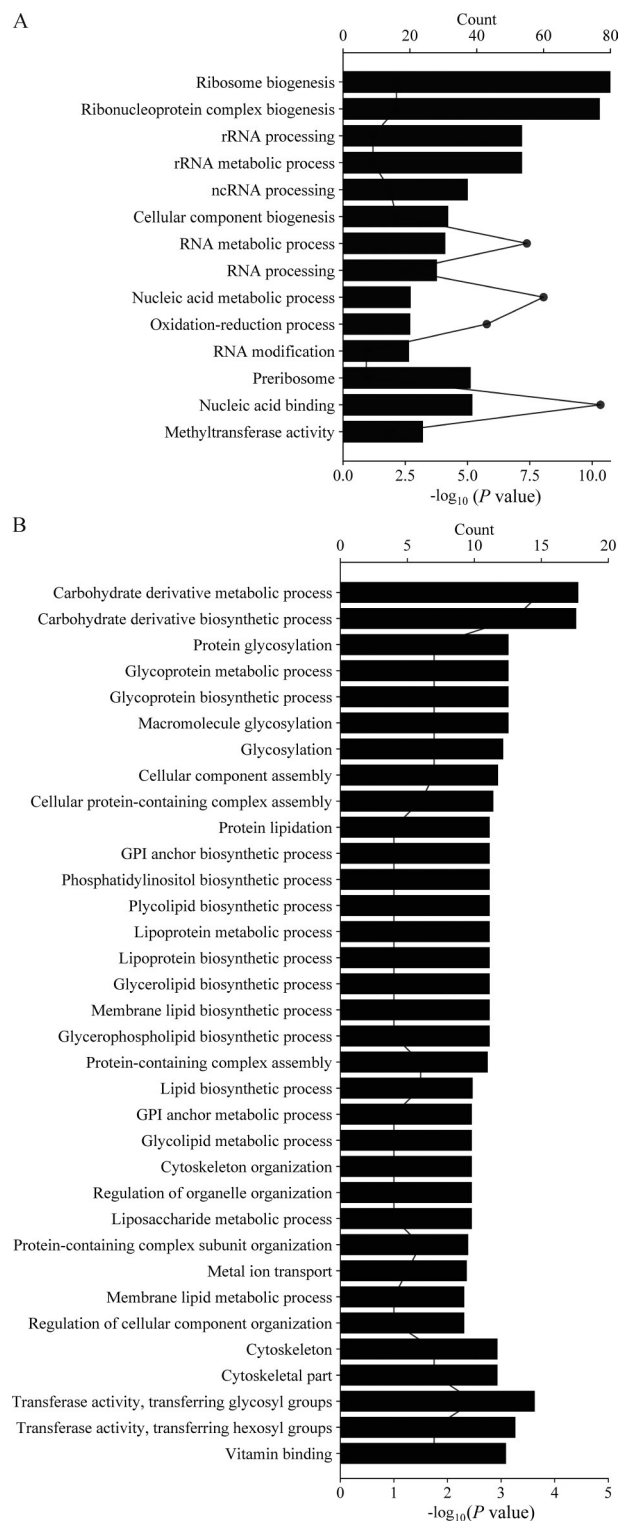 A
Count
0 20 40 60 80
Ribosome biogenesis
Ribonucleoprotein complex biogenesis
rRNA processing
rRNA metabolic process
ncRNA processing
Cellular component biogenesis
RNA metabolic process
RNA processing
Nucleic acid metabolic process
Oxidation-reduction process
RNA modification
Preribosome
Nucleic acid binding
Methyltransferase activity
0.0 2.5 5.0 7.5 10.0
-log10 (P value)
B
Count
0 5 10 15 20
Carbohydrate derivative metabolic process
Carbohydrate derivative biosynthetic process
Protein glycosylation
Glycoprotein metabolic process
Glycoprotein biosynthetic process
Macromolecule glycosylation
Glycosylation
Cellular component assembly
Cellular protein-containing complex assembly
Protein lipidation
GPI anchor biosynthetic process
Phosphatidylinositol biosynthetic process
Plycolipid biosynthetic process
Lipoprotein metabolic process
Lipoprotein biosynthetic process
Glycerolipid biosynthetic process
Membrane lipid biosynthetic process
Glycerophospholipid biosynthetic process
Protein-containing complex assembly
Lipid biosynthetic process
GPI anchor metabolic process
Glycolipid metabolic process
Cytoskeleton organization
Regulation of organelle organization
Liposaccharide metabolic process
Protein-containing complex subunit organization
Metal ion transport
Membrane lipid metabolic process
Regulation of cellular component organization
Cytoskeleton
Cytoskeletal part
Transferase activity, transferring glycosyl groups
Transferase activity, transferring hexosyl groups
Vitamin binding
0 1 2 3 4 5
-log10(P value)